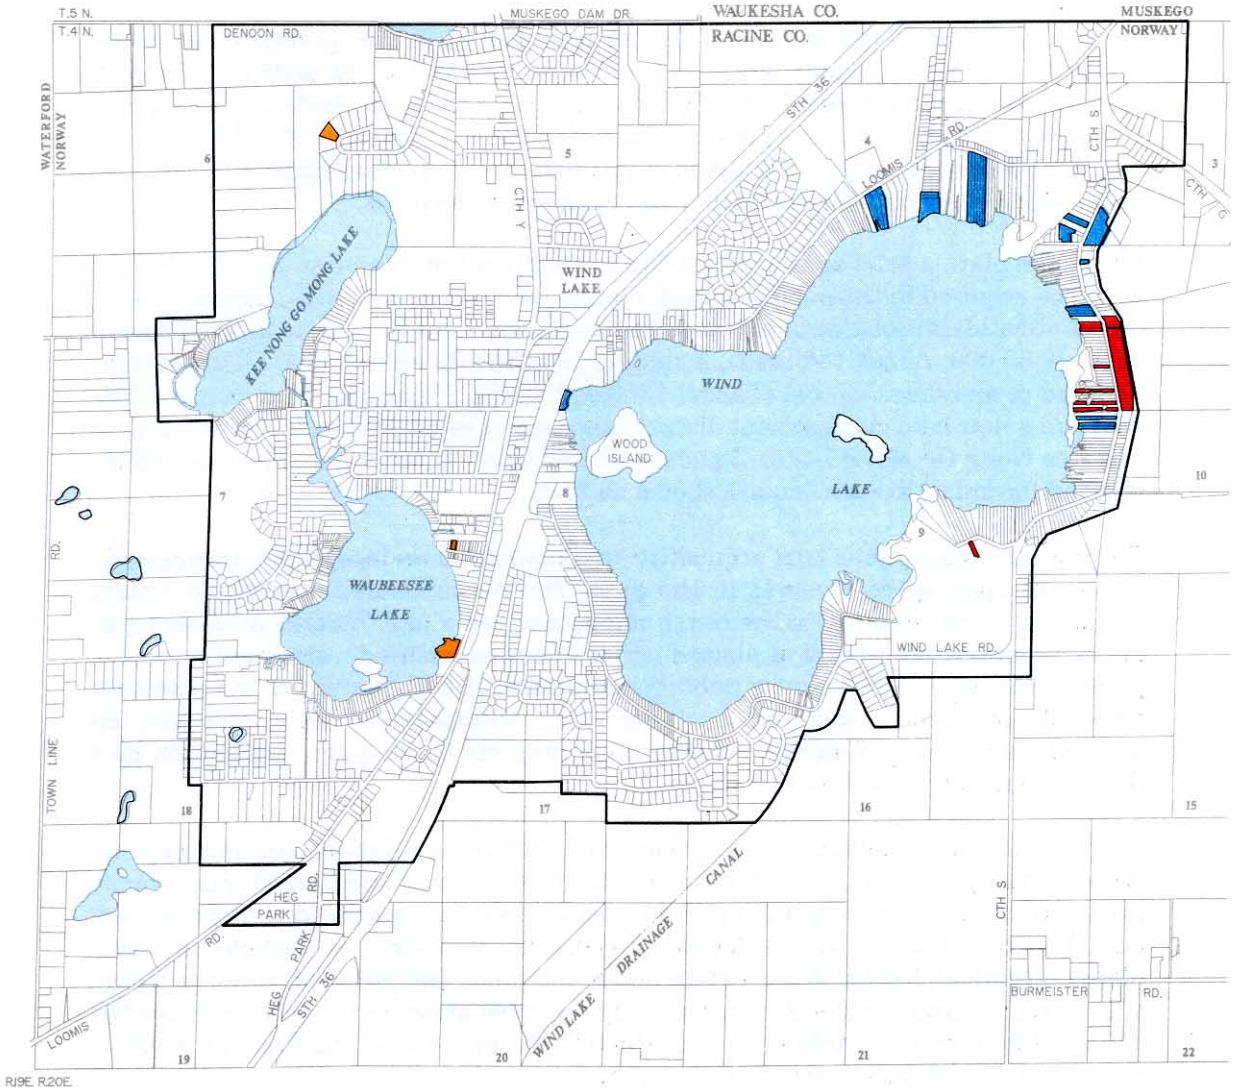 T.5 N.
T.4 N.
MUSKEGO DAM DR.
WAUKESHA CO.
RACINE CO.
MUSKEGO
NORWAY
DENOON RD.
WATERFORD
NORWAY
STH 36
CTH S
6
5
4
3
LOOMIS RD.
CTH Y
CTH G
KEE NONG GO MONG LAKE
WIND
LAKE
WIND
LAKE
WOOD
ISLAND
7
8
9
10
RD.
WAUBEESEE
LAKE
WIND LAKE RD.
TOWN LINE
18
17
16
15
CANAL
HEG
PARK
RD.
CTH S
RD.
PARK
DRAINAGE
HEG
STH 36
BURMEISTER
RD.
LOOMIS
WIND LAKE
19
20
21
22
R.19E. R.20E.